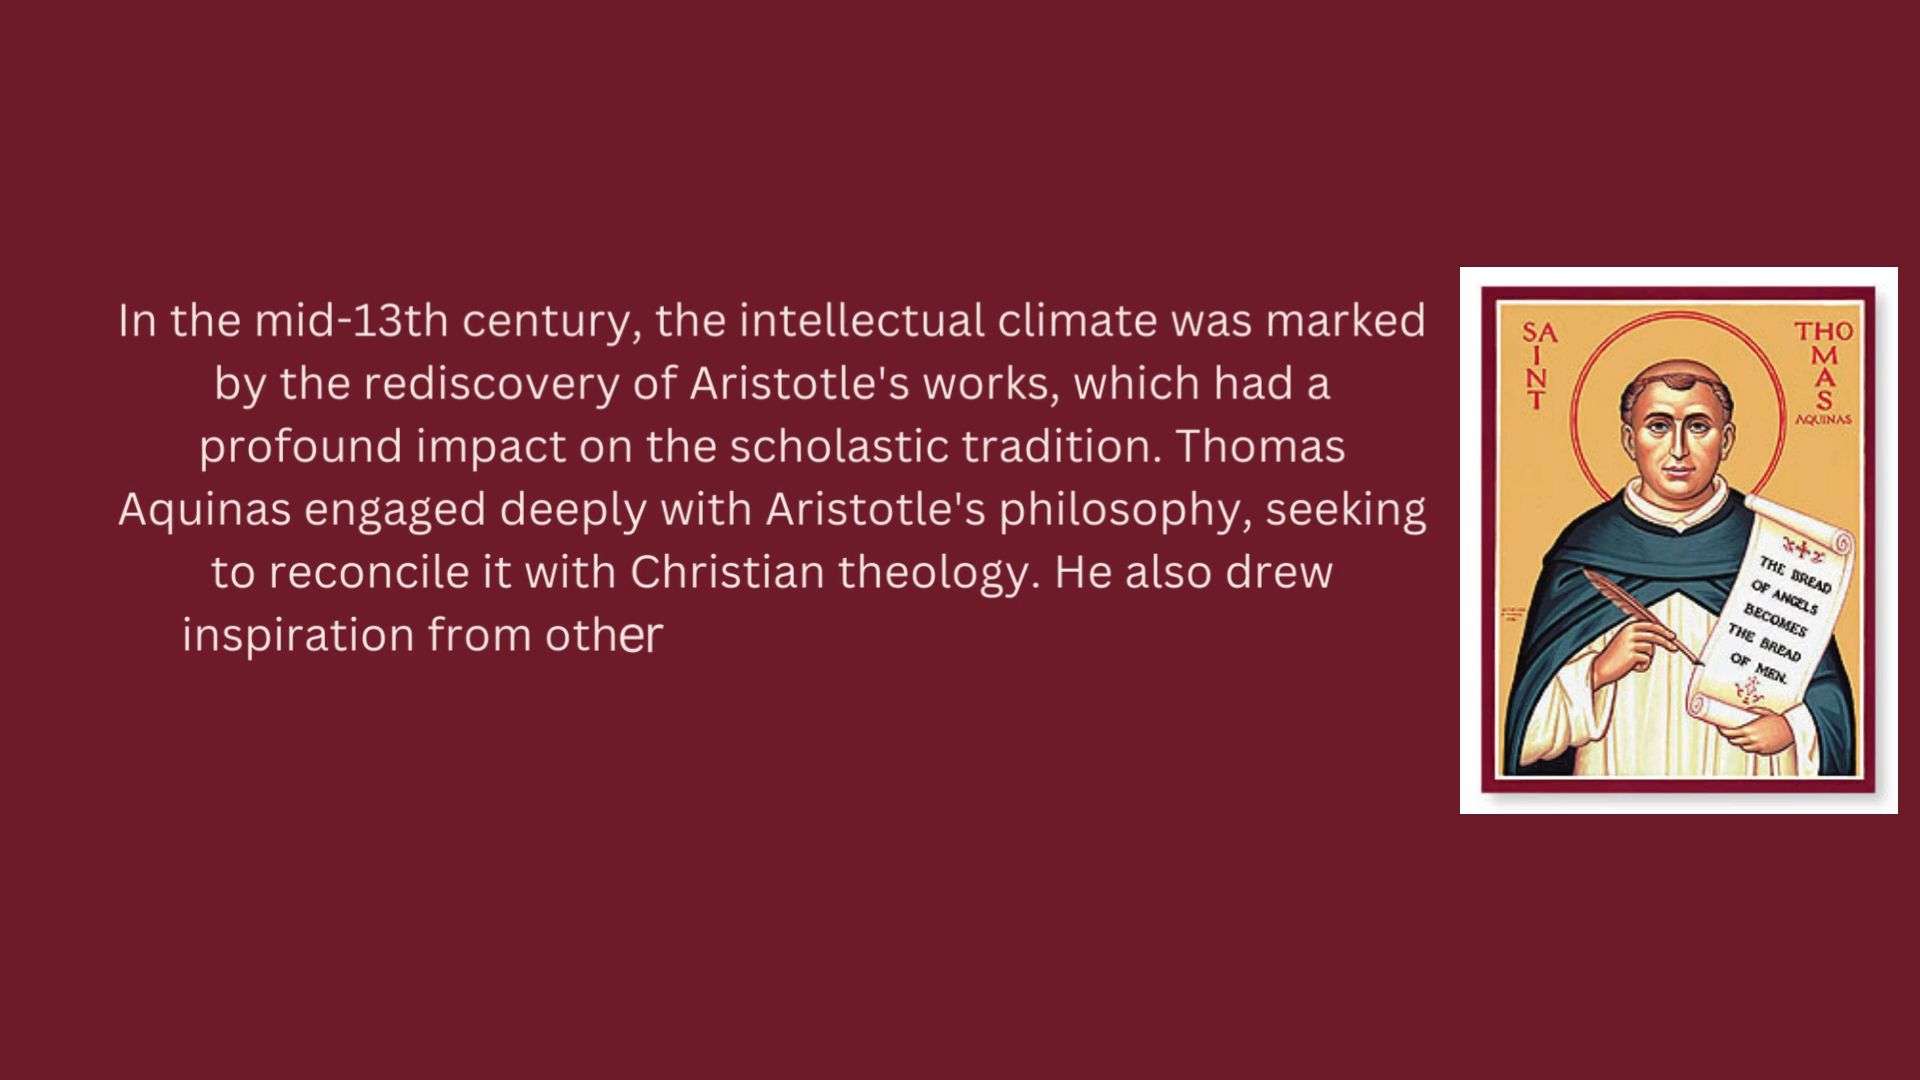 In the mid-13th century, the intellectual climate was marked
by the rediscovery of Aristotle's works, which had a
profound impact on the scholastic tradition. Thomas
Aquinas engaged deeply with Aristotle's philosophy, seeking
to reconcile it with Christian theology. He also drew
inspiration from other
SA
I
N
T
THO
M
A
S
AQUINAS
THE BREAD
OF ANGELS
BECOMES
THE BREAD
OF MEN.